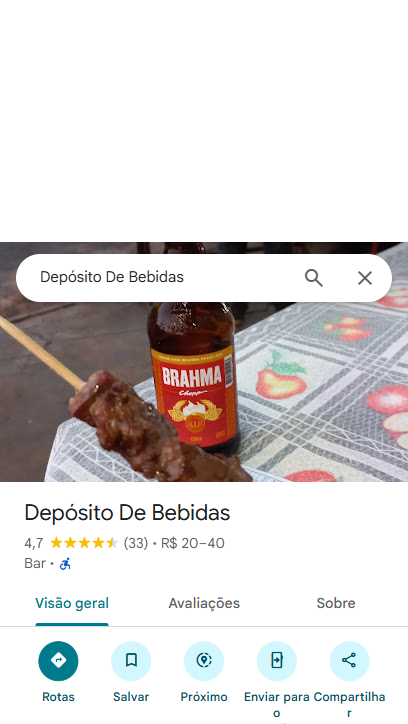 Depósito De Bebidas
BRAHMA
Chopp
Depósito De Bebidas
4,7 (33) • R$ 20–40
Bar •
Visão geral Avaliações Sobre
Rotas Salvar Próximo Enviar para o Compartilhar